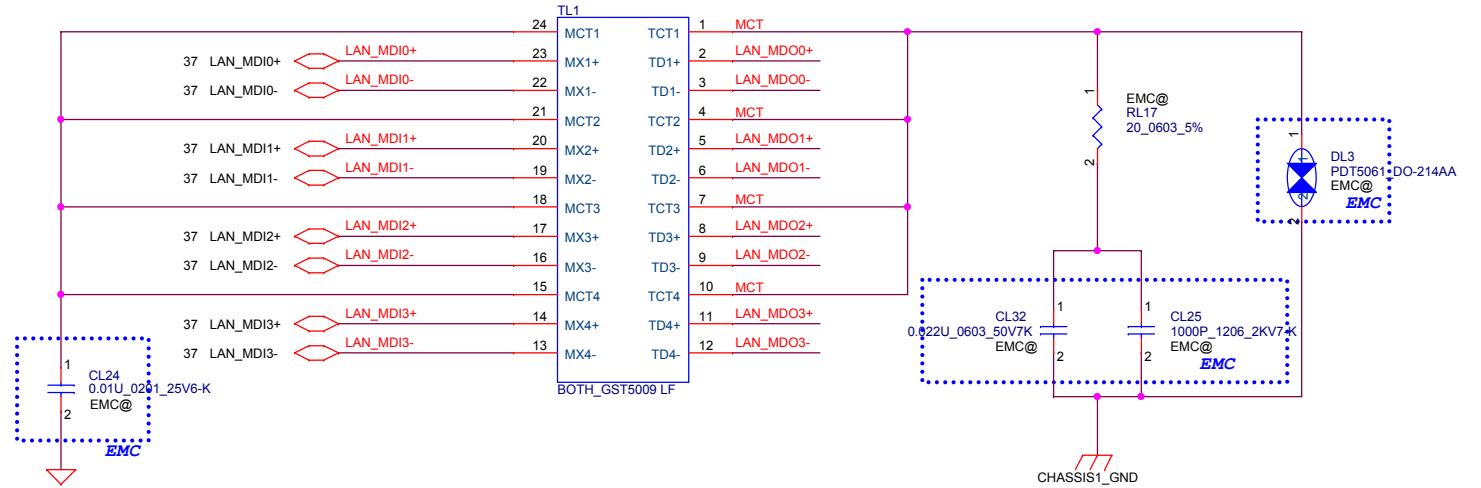 TL1
24 MCT1 TCT1 1 MCT
37 LAN_MDI0+ LAN_MDI0+ 23 MX1+ TD1+ 2 LAN_MDO0+
37 LAN_MDI0- LAN_MDI0- 22 MX1- TD1- 3 LAN_MDO0-
21 MCT2 TCT2 4 MCT
37 LAN_MDI1+ LAN_MDI1+ 20 MX2+ TD2+ 5 LAN_MDO1+
37 LAN_MDI1- LAN_MDI1- 19 MX2- TD2- 6 LAN_MDO1-
18 MCT3 TCT3 7 MCT
37 LAN_MDI2+ LAN_MDI2+ 17 MX3+ TD3+ 8 LAN_MDO2+
37 LAN_MDI2- LAN_MDI2- 16 MX3- TD3- 9 LAN_MDO2-
15 MCT4 TCT4 10 MCT
37 LAN_MDI3+ LAN_MDI3+ 14 MX4+ TD4+ 11 LAN_MDO3+
37 LAN_MDI3- LAN_MDI3- 13 MX4- TD4- 12 LAN_MDO3-
BOTH_GST5009 LF
1
CL24
0.01U_0201_25V6-K
EMC@
2
EMC
1
EMC@
RL17
20_0603_5%
2
1
1
DL3
PDT5061_DO-214AA
EMC@
EMC
2
2
1
CL32
0.022U_0603_50V7K
EMC@
2
1
CL25
1000P_1206_2KV7-K
EMC@
2
EMC
CHASSIS1_GND